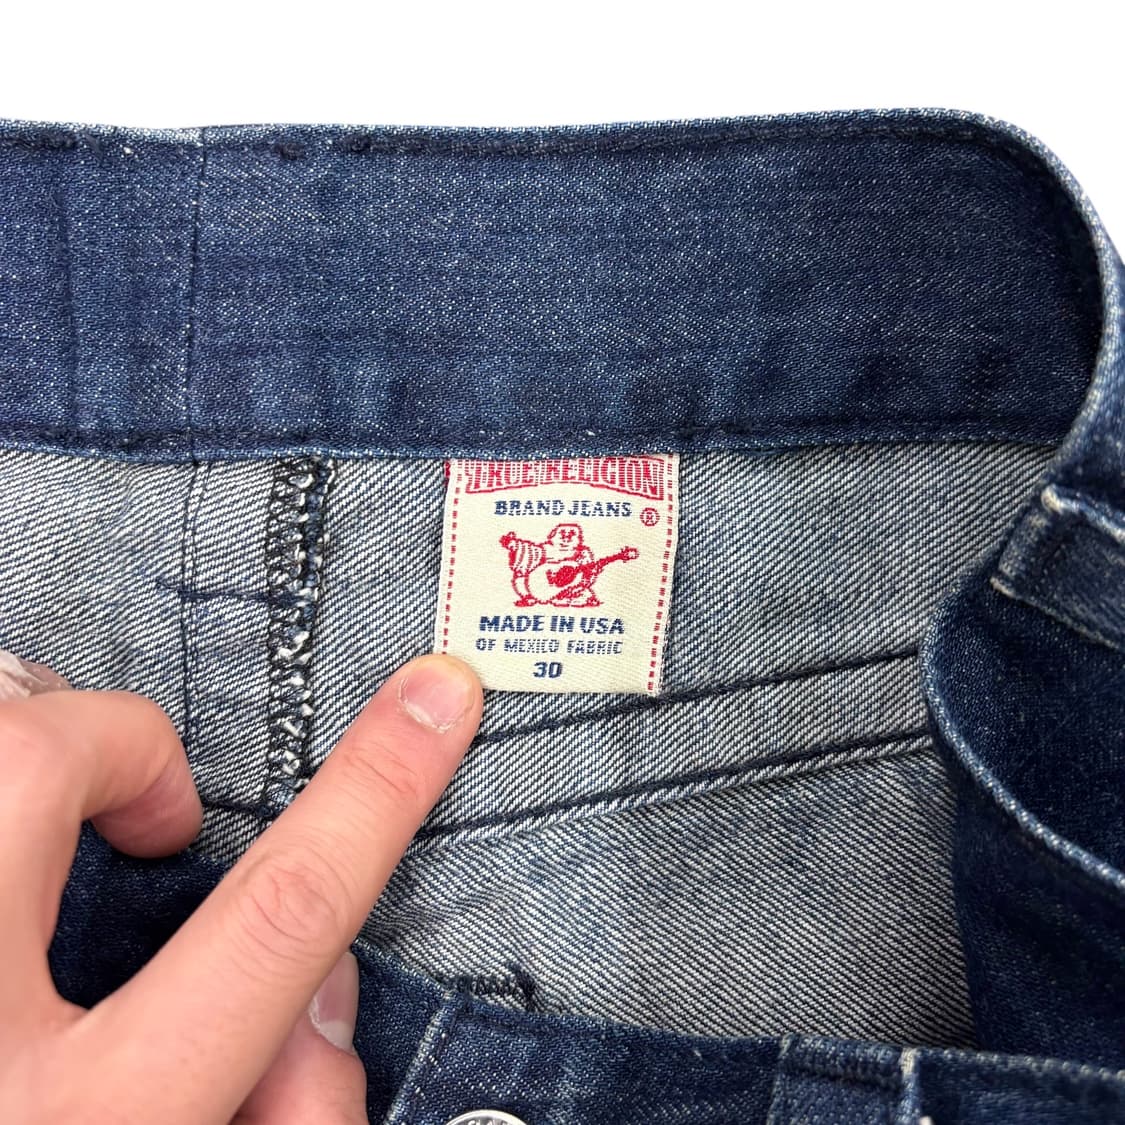 TRUE RELIGION
BRAND JEANS ®
MADE IN USA
OF MEXICO FABRIC
30